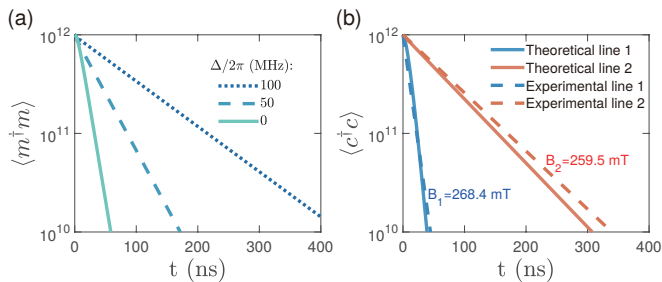 (a)
10^12
10^11
10^10
⟨m†m⟩
Δ/2π (MHz):
100
50
0
0 100 200 300 400
t (ns)
(b)
10^12
10^11
10^10
⟨c†c⟩
Theoretical line 1
Theoretical line 2
Experimental line 1
Experimental line 2
B₂=259.5 mT
B₁=268.4 mT
0 100 200 300 400
t (ns)